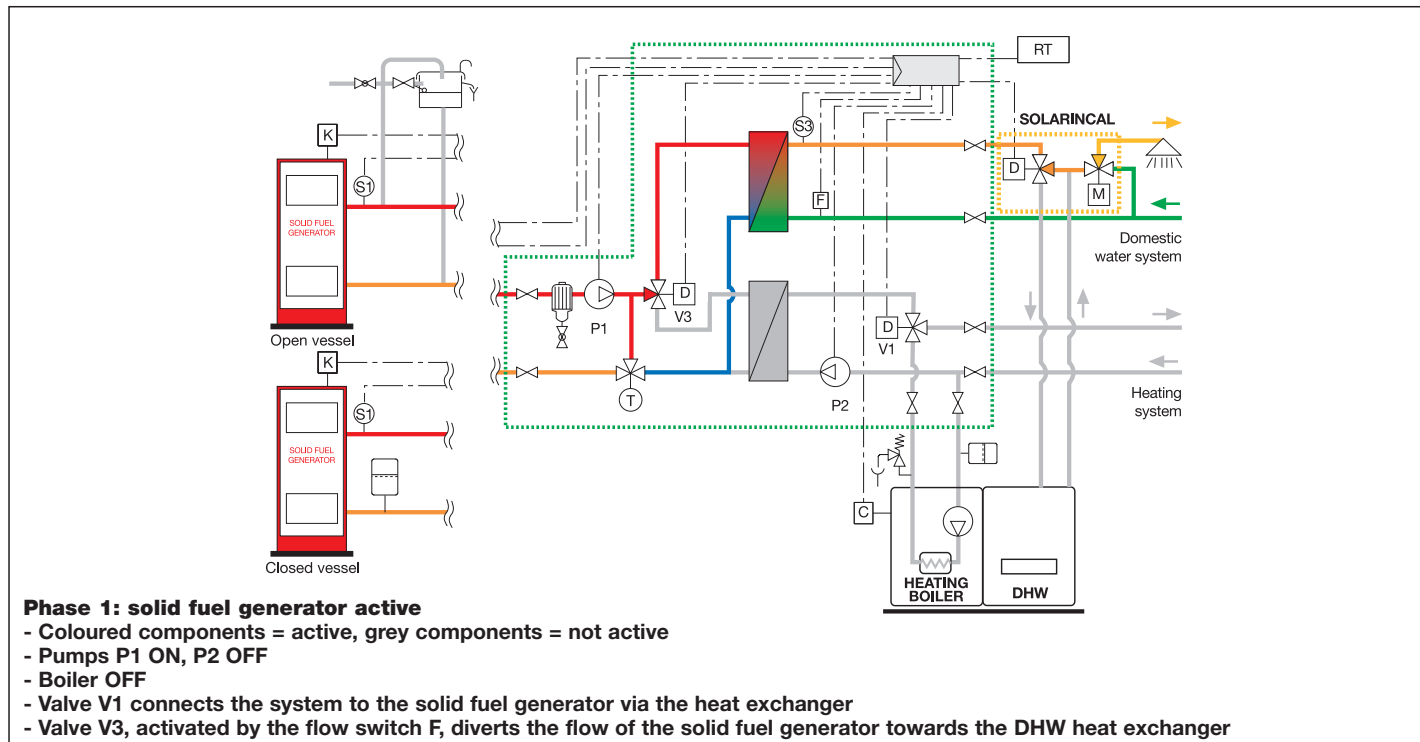 RT
K
S1
SOLID FUEL
GENERATOR
Open vessel
S3
SOLARINCAL
D
M
F
Domestic
water system
P1
D
V3
D
V1
T
P2
Heating
system
K
S1
SOLID FUEL
GENERATOR
Closed vessel
C
HEATING
BOILER
DHW
Phase 1: solid fuel generator active
- Coloured components = active, grey components = not active
- Pumps P1 ON, P2 OFF
- Boiler OFF
- Valve V1 connects the system to the solid fuel generator via the heat exchanger
- Valve V3, activated by the flow switch F, diverts the flow of the solid fuel generator towards the DHW heat exchanger